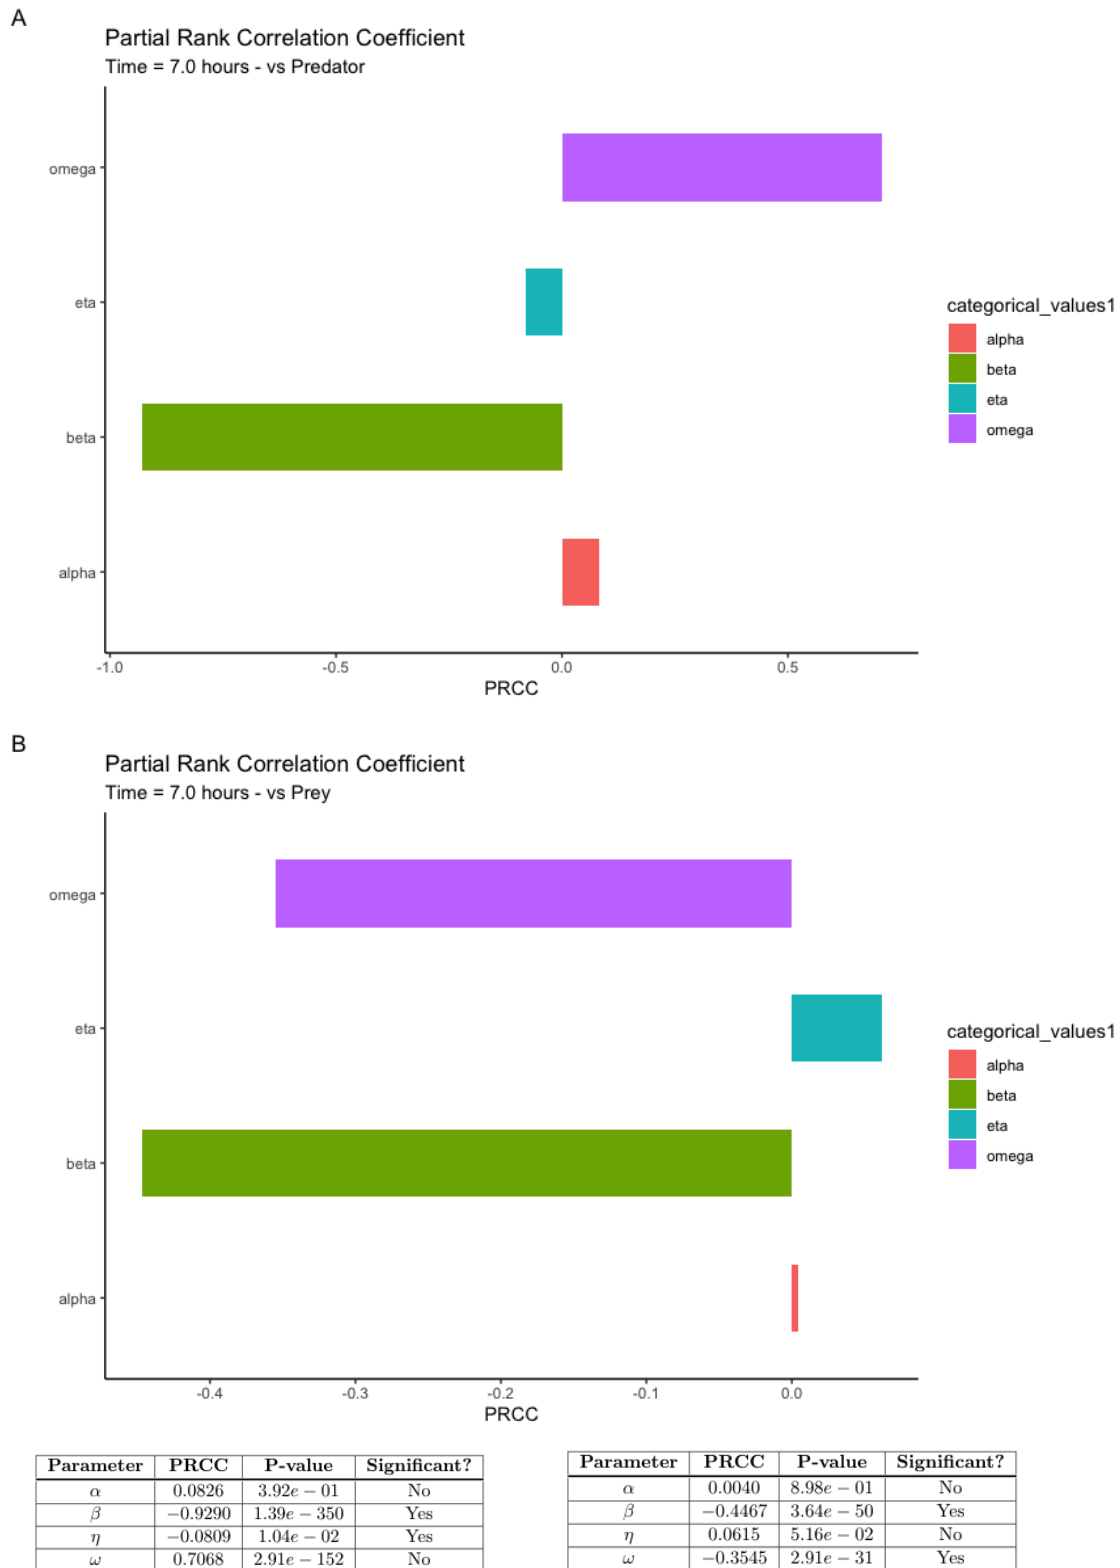 A
Partial Rank Correlation Coefficient
Time = 7.0 hours - vs Predator
omega
eta
beta
alpha
-1.0 -0.5 0.0 0.5
PRCC
categorical_values1
alpha
beta
eta
omega
B
Partial Rank Correlation Coefficient
Time = 7.0 hours - vs Prey
omega
eta
beta
alpha
-0.4 -0.3 -0.2 -0.1 0.0
PRCC
categorical_values1
alpha
beta
eta
omega
Parameter PRCC P-value Significant?
α 0.0826 3.92e − 01 No
β −0.9290 1.39e − 350 Yes
η −0.0809 1.04e − 02 Yes
ω 0.7068 2.91e − 152 No
Parameter PRCC P-value Significant?
α 0.0040 8.98e − 01 No
β −0.4467 3.64e − 50 Yes
η 0.0615 5.16e − 02 No
ω −0.3545 2.91e − 31 Yes